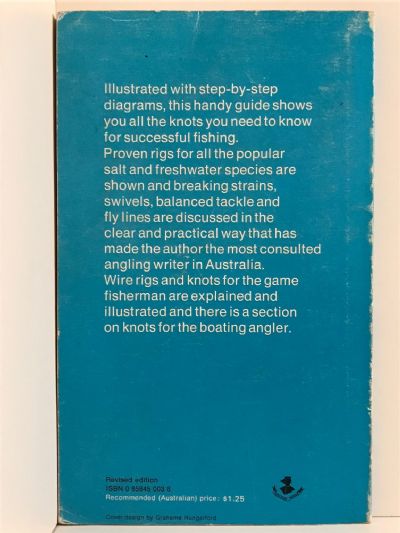 Illustrated with step-by-step
diagrams, this handy guide shows
you all the knots you need to know
for successful fishing.
Proven rigs for all the popular
salt and freshwater species are
shown and breaking strains,
swivels, balanced tackle and
fly lines are discussed in the
clear and practical way that has
made the author the most consulted
angling writer in Australia.
Wire rigs and knots for the game
fisherman are explained and
illustrated and there is a section
on knots for the boating angler.
Revised edition
ISBN 0 85845 003 6
Recommended (Australian) price: $1.25
Cover design by Grahame Hungerford